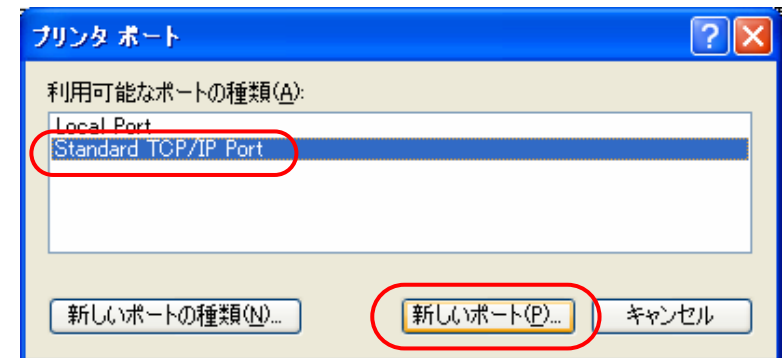 プリンタ ポート
利用可能なポートの種類(A):
Local Port
Standard TCP/IP Port
新しいポートの種類(N)... 新しいポート(P)... キャンセル